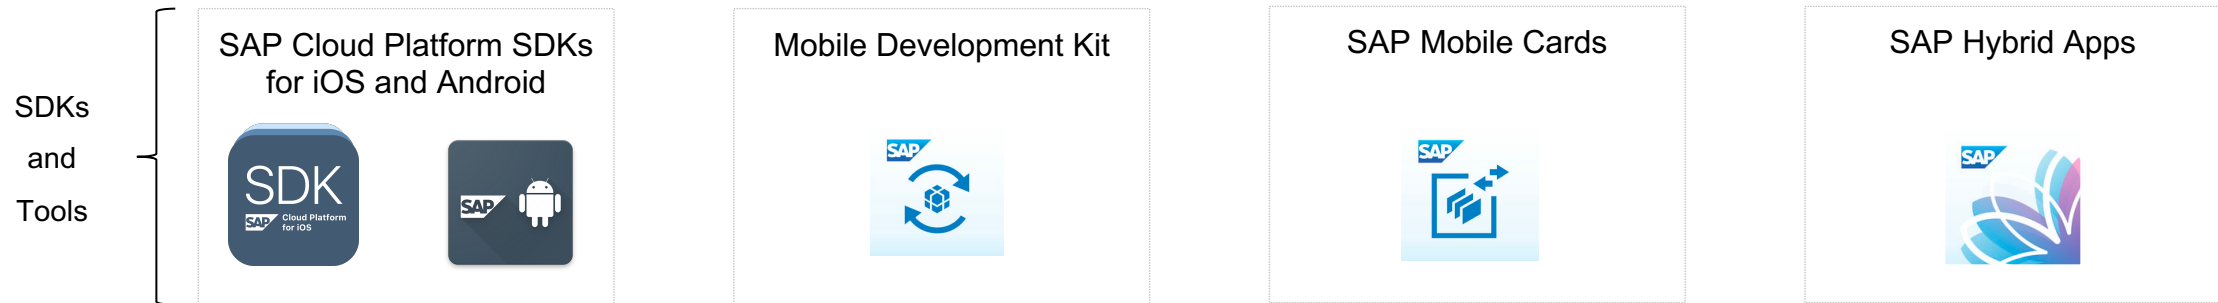 SDKs
and
Tools
SAP Cloud Platform SDKs
for iOS and Android
SDK
SAP Cloud Platform
for iOS
SAP
Mobile Development Kit
SAP
SAP Mobile Cards
SAP
SAP Hybrid Apps
SAP